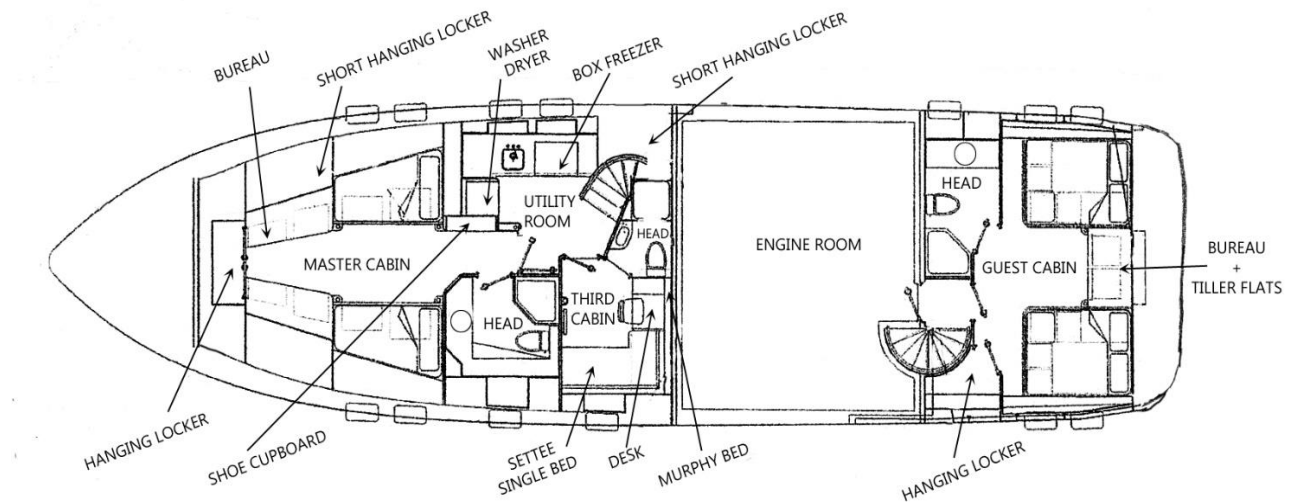 BUREAU
SHORT HANGING LOCKER
WASHER
DRYER
BOX FREEZER
SHORT HANGING LOCKER
UTILITY
ROOM
HEAD
HEAD
ENGINE ROOM
MASTER CABIN
GUEST CABIN
BUREAU
+
TILLER FLATS
THIRD
CABIN
HEAD
HANGING LOCKER
SHOE CUPBOARD
SETTEE
SINGLE BED
DESK
MURPHY BED
HANGING LOCKER